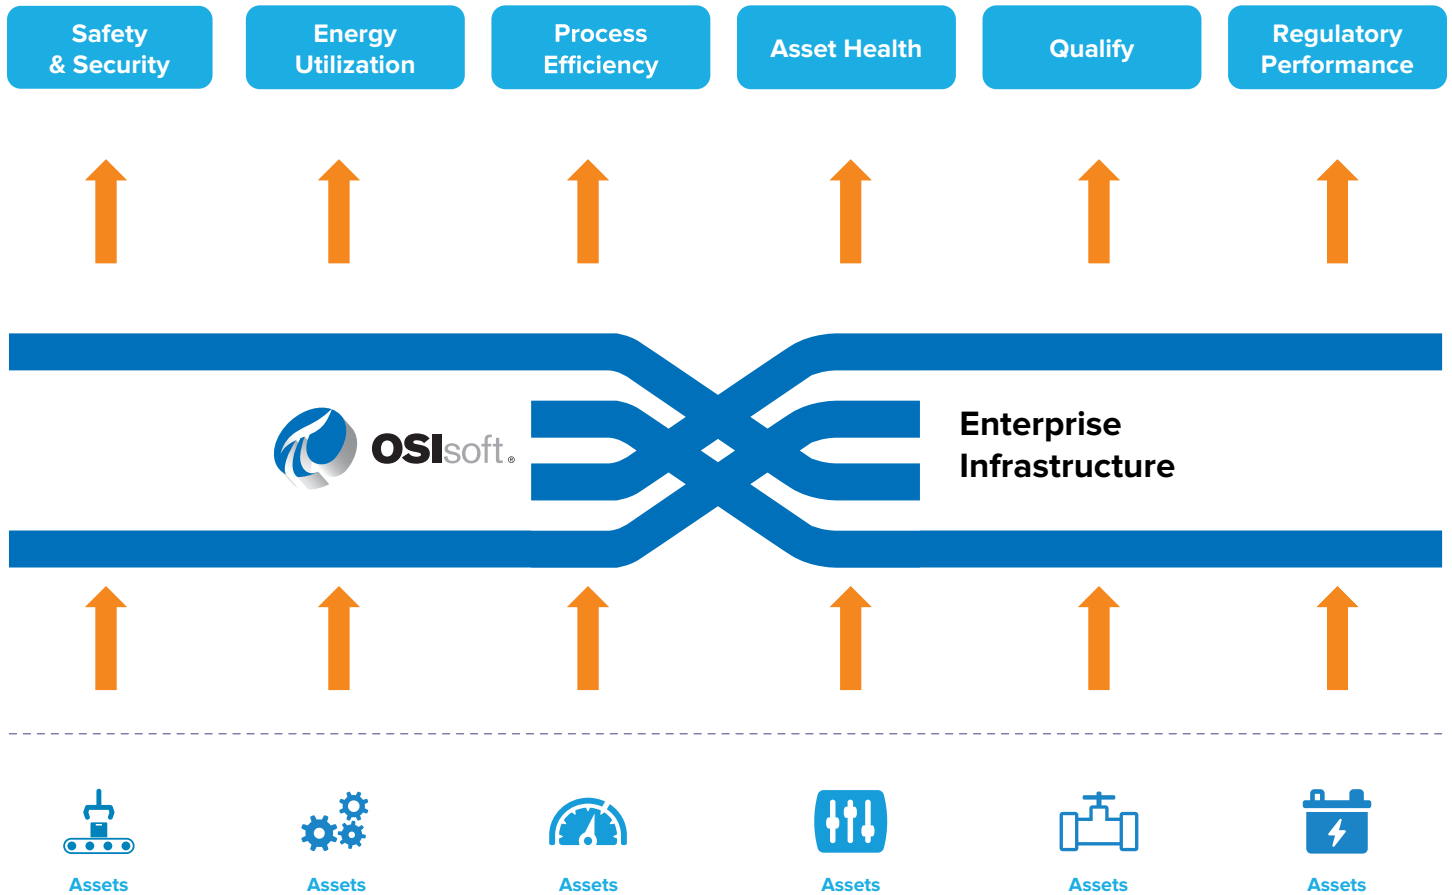 Safety
& Security
Energy
Utilization
Process
Efficiency
Asset Health
Qualify
Regulatory
Performance
OSIsoft®
Enterprise
Infrastructure
Assets
Assets
Assets
Assets
Assets
Assets